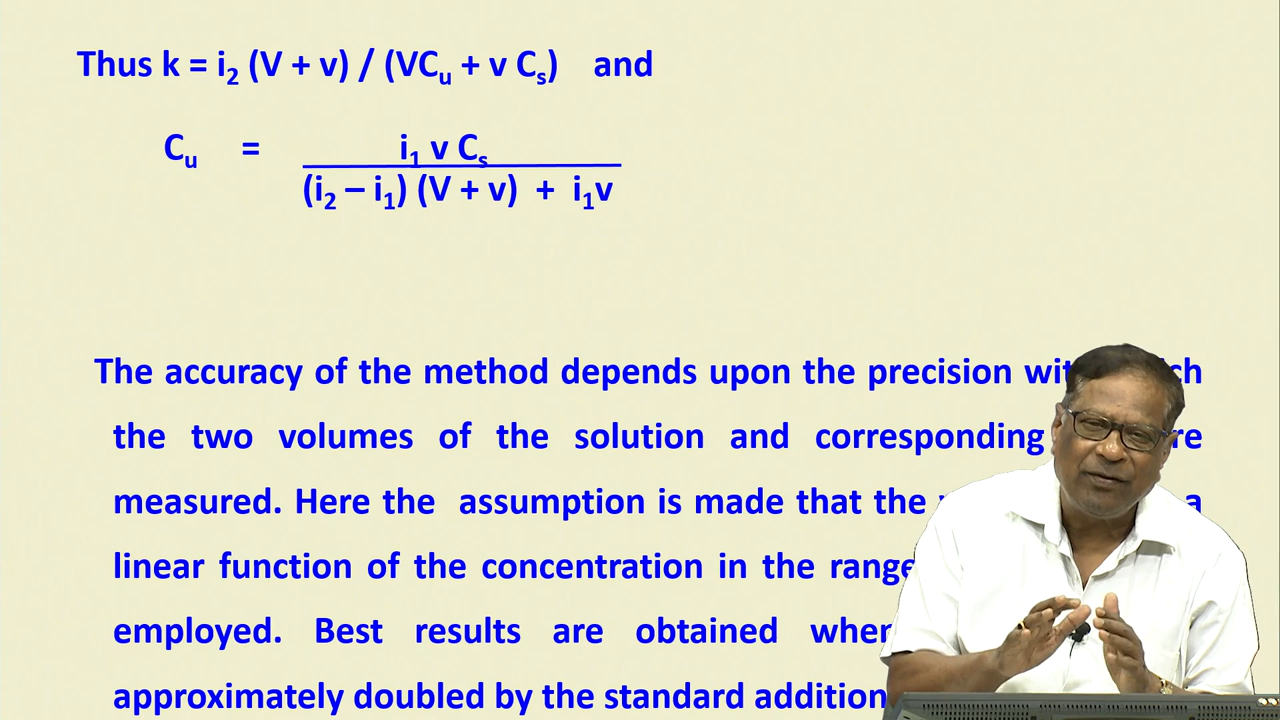 Thus k = i₂ (V + v) / (VCᵤ + v Cₛ) and
Cᵤ = i₁ v Cₛ
(i₂ – i₁) (V + v) + i₁v
The accuracy of the method depends upon the precision
the two volumes of the solution and corresponding
measured. Here the assumption is made that the a
linear function of the concentration in the range
employed. Best results are obtained
approximately doubled by the standard addition